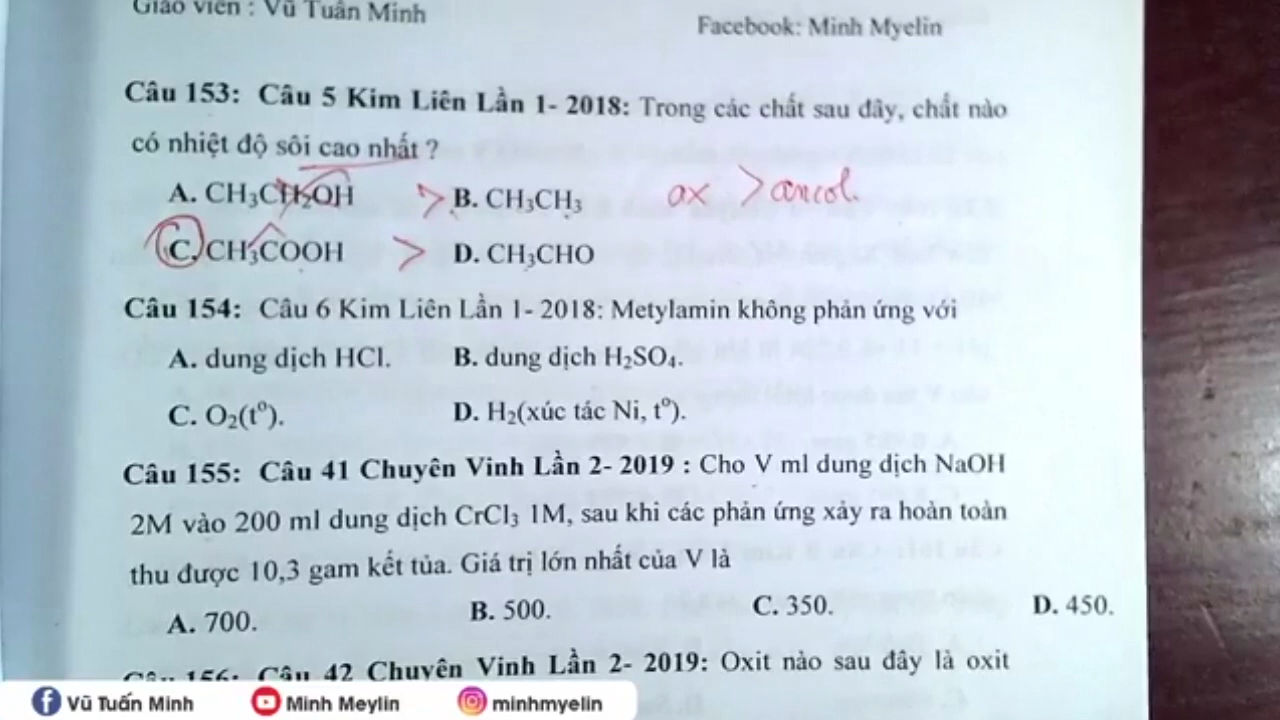 Giáo viên : Vũ Tuấn Minh
Facebook: Minh Myelin
Câu 153: Câu 5 Kim Liên Lần 1- 2018: Trong các chất sau đây, chất nào
có nhiệt độ sôi cao nhất ?
A. CH₃CH₂OH > B. CH₃CH₃ ax > ancol
C. CH₃COOH > D. CH₃CHO
Câu 154: Câu 6 Kim Liên Lần 1- 2018: Metylamin không phản ứng với
A. dung dịch HCl. B. dung dịch H₂SO₄.
C. O₂(tº). D. H₂(xúc tác Ni, tº).
Câu 155: Câu 41 Chuyên Vinh Lần 2- 2019 : Cho V ml dung dịch NaOH
2M vào 200 ml dung dịch CrCl₃ 1M, sau khi các phản ứng xảy ra hoàn toàn
thu được 10,3 gam kết tủa. Giá trị lớn nhất của V là
A. 700. B. 500. C. 350. D. 450.
Câu 156: Câu 42 Chuyên Vinh Lần 2- 2019: Oxit nào sau đây là oxit
Vũ Tuấn Minh Minh Meylin minhmyelin